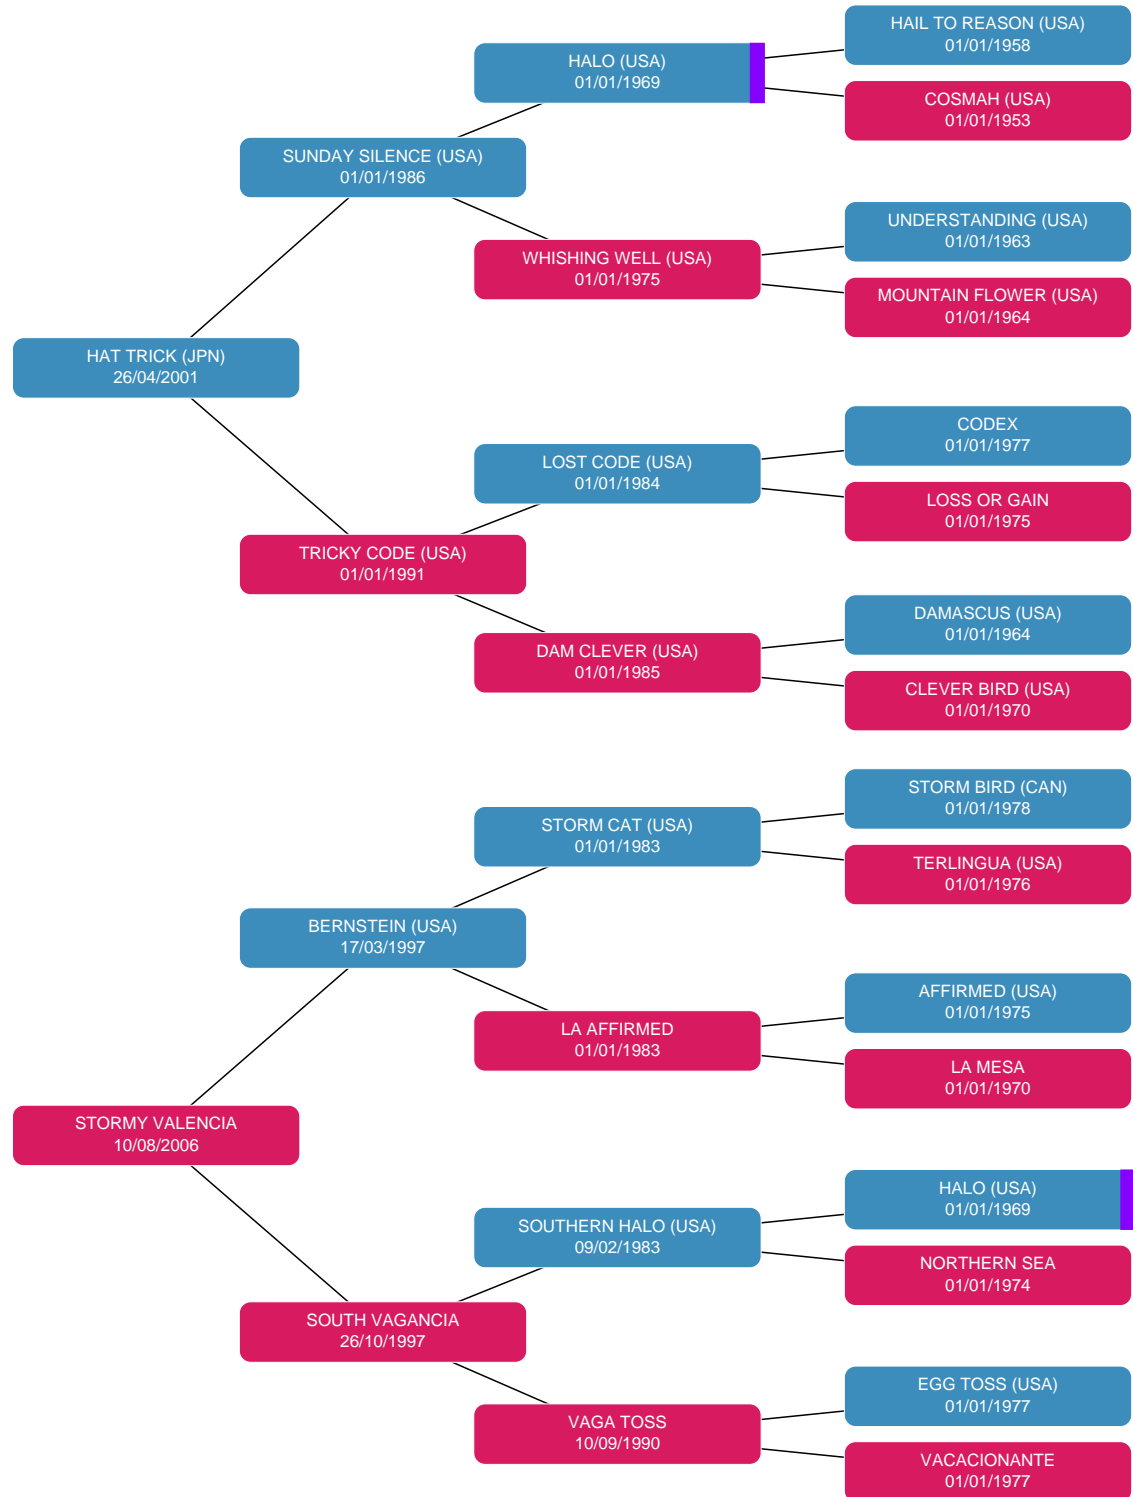 HAIL TO REASON (USA)
01/01/1958
HALO (USA)
01/01/1969
COSMAH (USA)
01/01/1953
SUNDAY SILENCE (USA)
01/01/1986
UNDERSTANDING (USA)
01/01/1963
WHISHING WELL (USA)
01/01/1975
MOUNTAIN FLOWER (USA)
01/01/1964
HAT TRICK (JPN)
26/04/2001
CODEX
01/01/1977
LOST CODE (USA)
01/01/1984
LOSS OR GAIN
01/01/1975
TRICKY CODE (USA)
01/01/1991
DAMASCUS (USA)
01/01/1964
DAM CLEVER (USA)
01/01/1985
CLEVER BIRD (USA)
01/01/1970
STORM BIRD (CAN)
01/01/1978
STORM CAT (USA)
01/01/1983
TERLINGUA (USA)
01/01/1976
BERNSTEIN (USA)
17/03/1997
AFFIRMED (USA)
01/01/1975
LA AFFIRMED
01/01/1983
LA MESA
01/01/1970
STORMY VALENCIA
10/08/2006
HALO (USA)
01/01/1969
SOUTHERN HALO (USA)
09/02/1983
NORTHERN SEA
01/01/1974
SOUTH VAGANCIA
26/10/1997
EGG TOSS (USA)
01/01/1977
VAGA TOSS
10/09/1990
VACACIONANTE
01/01/1977